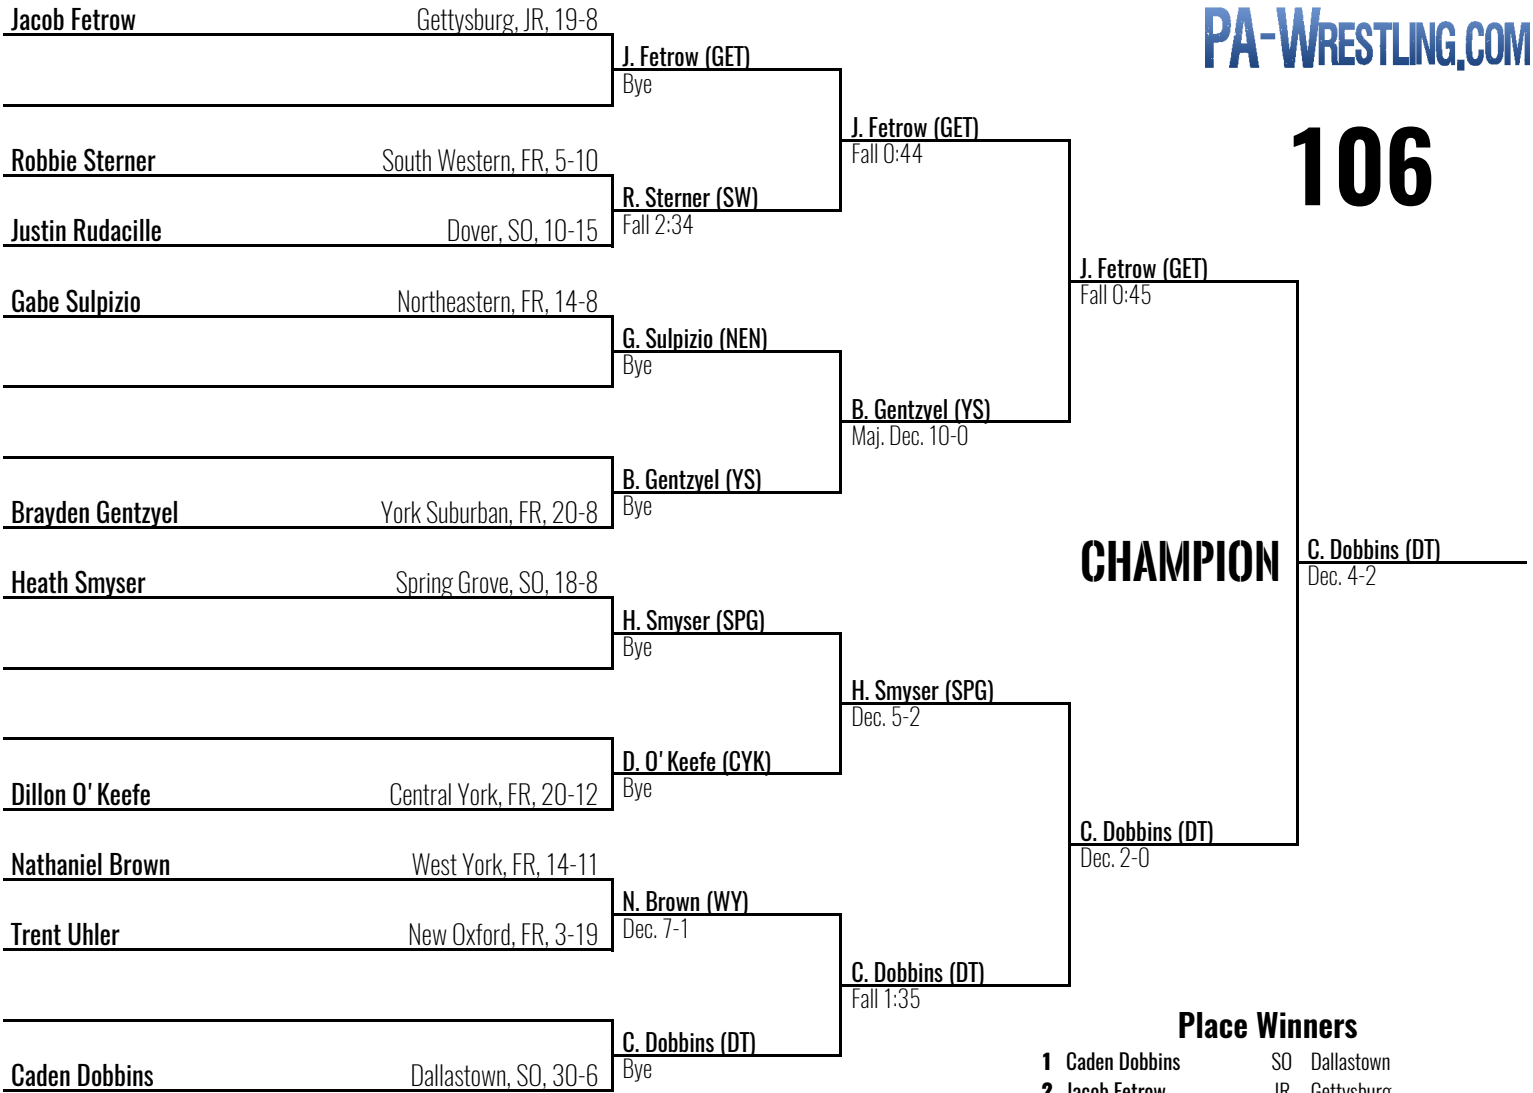 PA-WRESTLING.COM
106
Jacob Fetrow Gettysburg, JR, 19-8
Robbie Sterner South Western, FR, 5-10
Justin Rudacille Dover, SO, 10-15
Gabe Sulpizio Northeastern, FR, 14-8
Brayden Gentzyel York Suburban, FR, 20-8
Heath Smyser Spring Grove, SO, 18-8
Dillon O'Keefe Central York, FR, 20-12
Nathaniel Brown West York, FR, 14-11
Trent Uhler New Oxford, FR, 3-19
Caden Dobbins Dallastown, SO, 30-6
J. Fetrow (GET)
Bye
R. Sterner (SW)
Fall 2:34
G. Sulpizio (NEN)
Bye
B. Gentzyel (YS)
Bye
H. Smyser (SPG)
Bye
D. O'Keefe (CYK)
Bye
N. Brown (WY)
Dec. 7-1
C. Dobbins (DT)
Bye
J. Fetrow (GET)
Fall 0:44
B. Gentzyel (YS)
Maj. Dec. 10-0
H. Smyser (SPG)
Dec. 5-2
C. Dobbins (DT)
Fall 1:35
J. Fetrow (GET)
Fall 0:45
C. Dobbins (DT)
Dec. 2-0
CHAMPION
C. Dobbins (DT)
Dec. 4-2
Place Winners
1 Caden Dobbins SO Dallastown
2 Jacob Fetrow JR Gettysburg